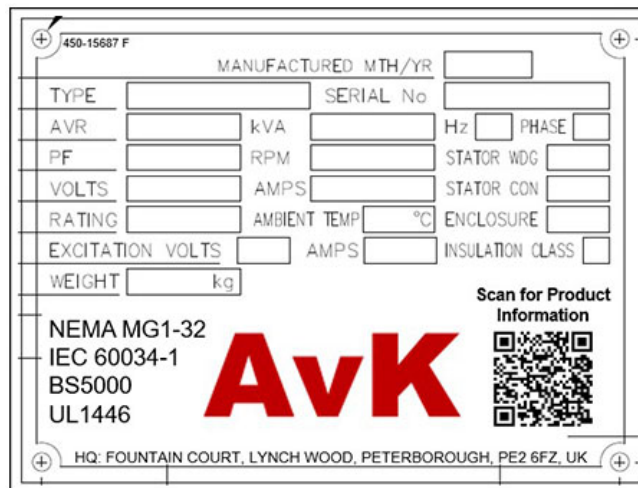 450-15687 F
MANUFACTURED MTH/YR
TYPE SERIAL No
AVR kVA Hz PHASE
PF RPM STATOR WDG
VOLTS AMPS STATOR CON
RATING AMBIENT TEMP °C ENCLOSURE
EXCITATION VOLTS AMPS INSULATION CLASS
WEIGHT kg
Scan for Product
Information
NEMA MG1-32
IEC 60034-1
BS5000
UL1446
AvK
HQ: FOUNTAIN COURT, LYNCH WOOD, PETERBOROUGH, PE2 6FZ, UK